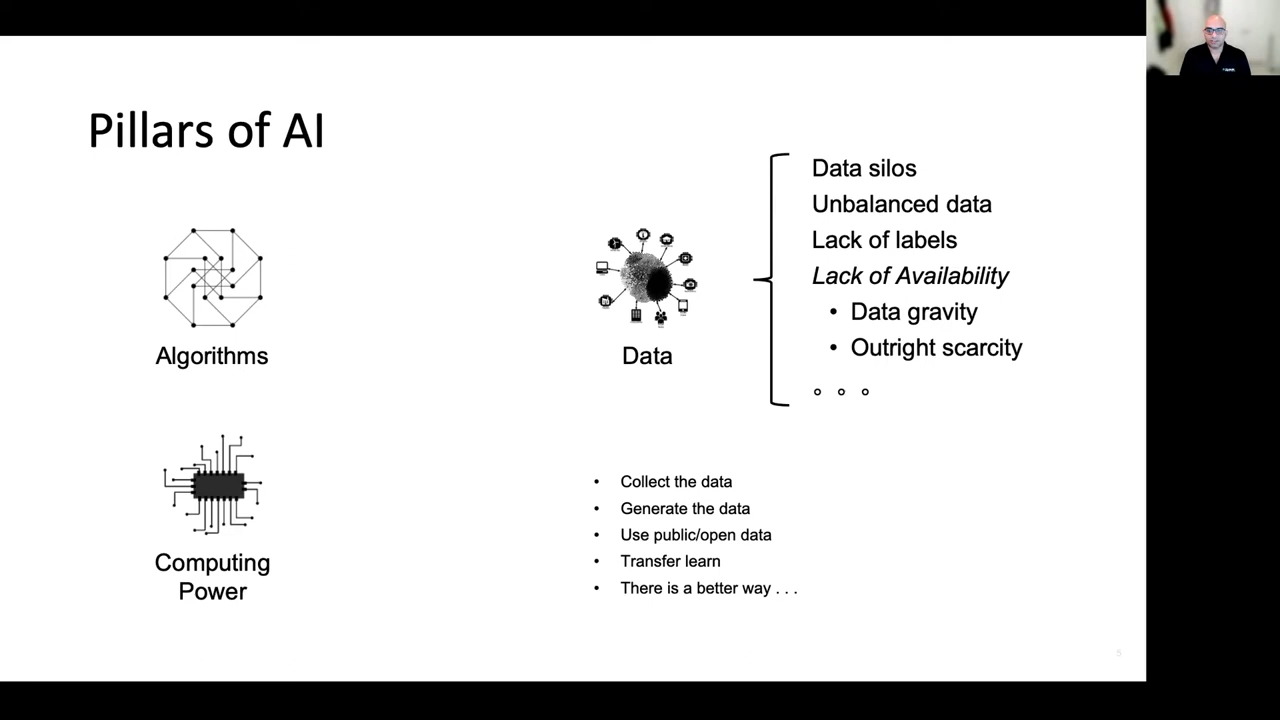 Pillars of AI
Algorithms
Computing
Power
Data
Data silos
Unbalanced data
Lack of labels
Lack of Availability
• Data gravity
• Outright scarcity
• Collect the data
• Generate the data
• Use public/open data
• Transfer learn
• There is a better way . . .
5